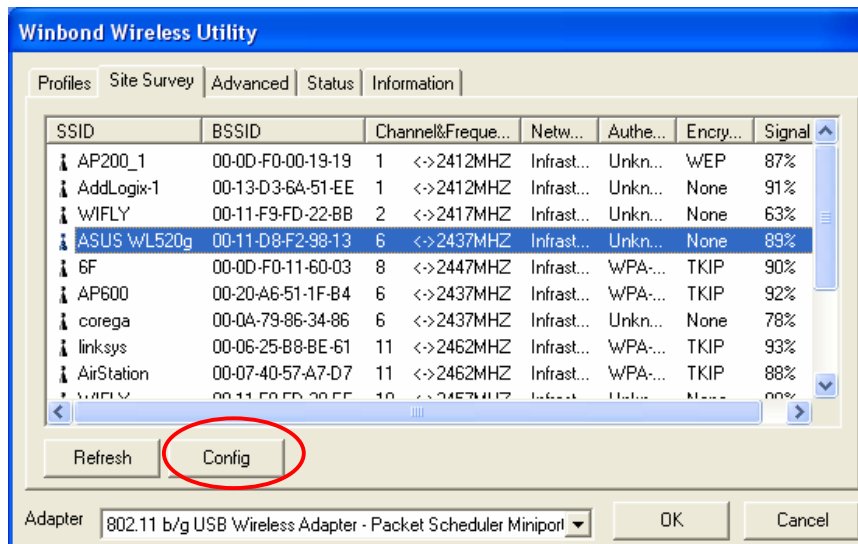 Winbond Wireless Utility
Profiles Site Survey Advanced Status Information
SSID BSSID Channel&Freque... Netw... Authe... Encry... Signal
AP200_1 00-0D-F0-00-19-19 1 <->2412MHZ Infrast... Unkn... WEP 87%
AddLogix-1 00-13-D3-6A-51-EE 1 <->2412MHZ Infrast... Unkn... None 91%
WIFLY 00-11-F9-FD-22-BB 2 <->2417MHZ Infrast... Unkn... None 63%
ASUS WL520g 00-11-D8-F2-98-13 6 <->2437MHZ Infrast... Unkn... None 89%
6F 00-0D-F0-11-60-03 8 <->2447MHZ Infrast... WPA-... TKIP 90%
AP600 00-20-A6-51-1F-B4 6 <->2437MHZ Infrast... WPA-... TKIP 92%
corega 00-0A-79-86-34-86 6 <->2437MHZ Infrast... Unkn... None 78%
linksys 00-06-25-B8-BE-61 11 <->2462MHZ Infrast... WPA-... TKIP 93%
AirStation 00-07-40-57-A7-D7 11 <->2462MHZ Infrast... WPA-... TKIP 88%
Refresh Config
Adapter 802.11 b/g USB Wireless Adapter - Packet Scheduler Miniport OK Cancel